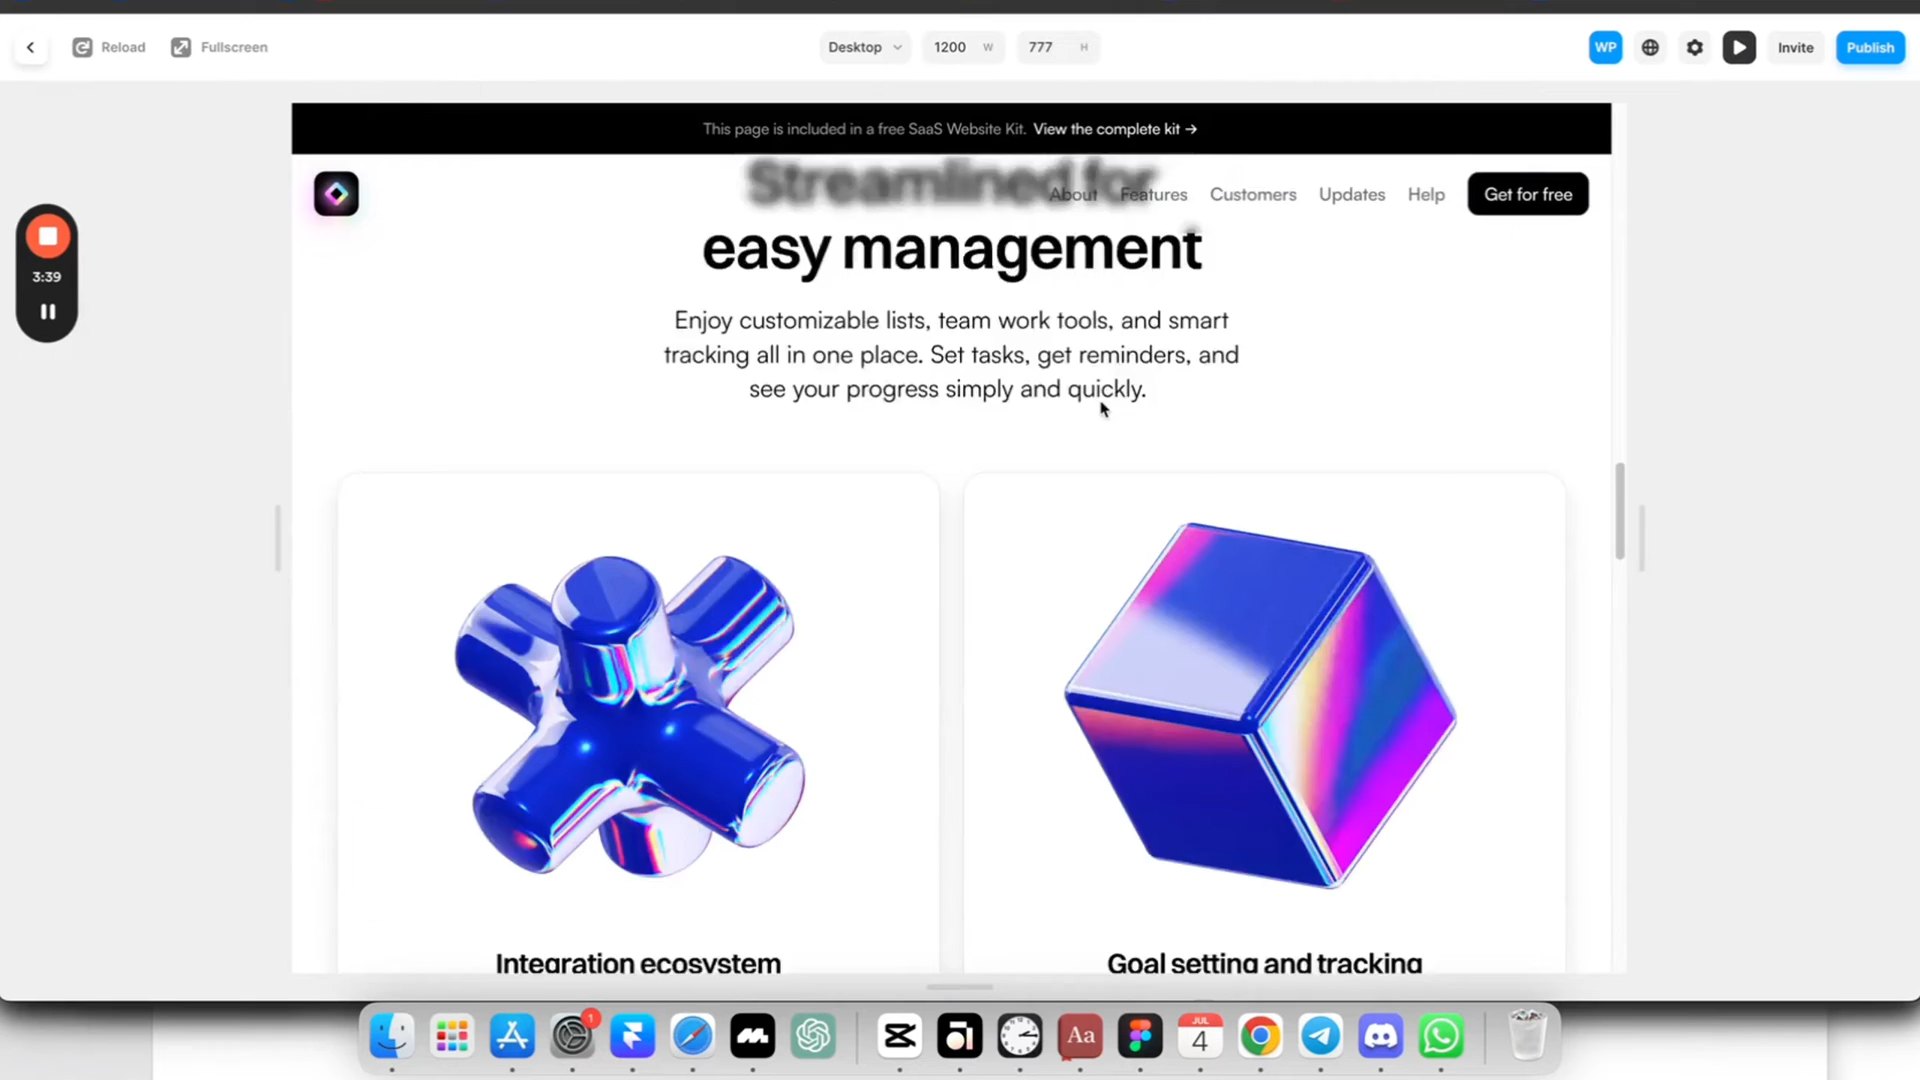 Reload
Fullscreen
Desktop
1200 W
777 H
WP
Invite
Publish
This page is included in a free SaaS Website Kit. View the complete kit →
Streamlined for
About
Features
Customers
Updates
Help
Get for free
3:39
easy management
Enjoy customizable lists, team work tools, and smart
tracking all in one place. Set tasks, get reminders, and
see your progress simply and quickly.
Integration ecosystem
Goal setting and tracking
1
Aa
JUL
4